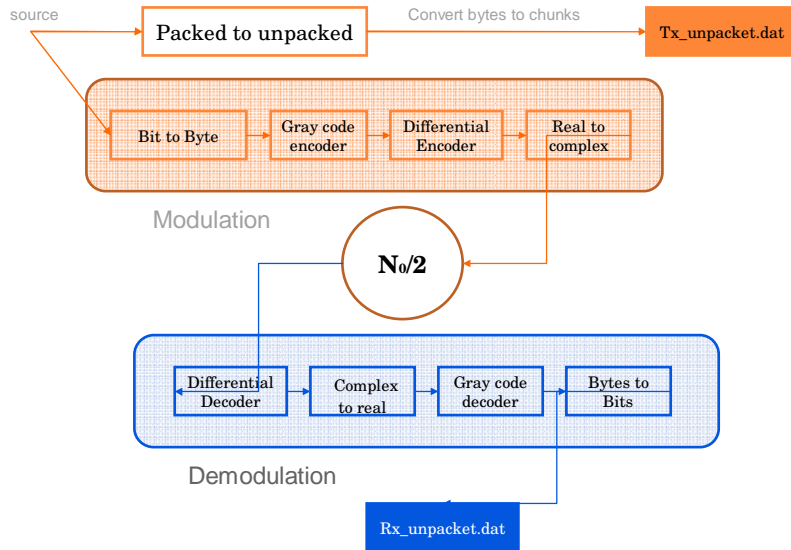 source
Convert bytes to chunks
Packed to unpacked
Tx_unpacket.dat
Bit to Byte
Gray code
encoder
Differential
Encoder
Real to
complex
Modulation
N₀/2
Differential
Decoder
Complex
to real
Gray code
decoder
Bytes to
Bits
Demodulation
Rx_unpacket.dat